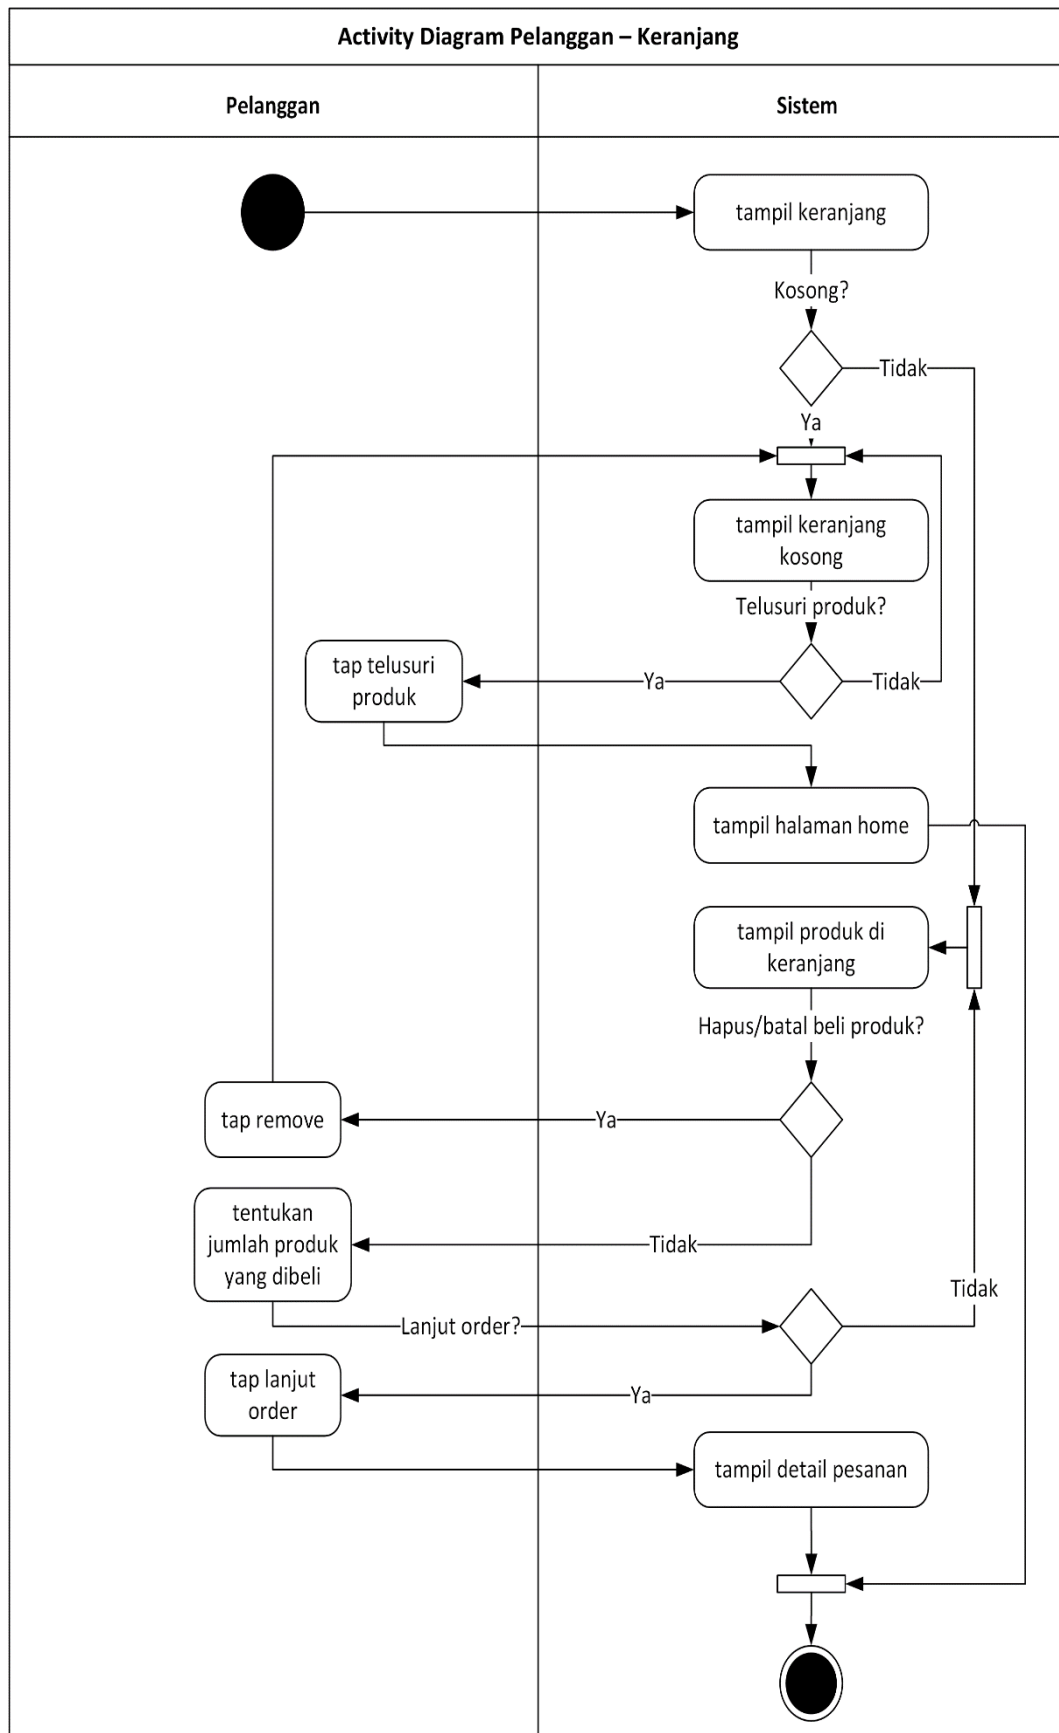 Activity Diagram Pelanggan – Keranjang
Pelanggan
Sistem
tampil keranjang
Kosong?
Tidak
Ya
tampil keranjang
kosong
Telusuri produk?
tap telusuri
produk
Ya
Tidak
tampil halaman home
tampil produk di
keranjang
Hapus/batal beli produk?
tap remove
Ya
tentukan
jumlah produk
yang dibeli
Tidak
Tidak
Lanjut order?
tap lanjut
order
Ya
tampil detail pesanan